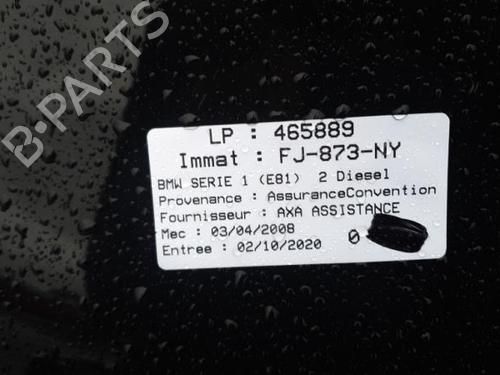 B-PARTS
LP : 465889
Immat : FJ-873-NY
BMW SERIE 1 (E81) 2 Diesel
Provenance : AssuranceConvention
Fournisseur : AXA ASSISTANCE
Mec : 03/04/2008
Entree : 02/10/2020 0